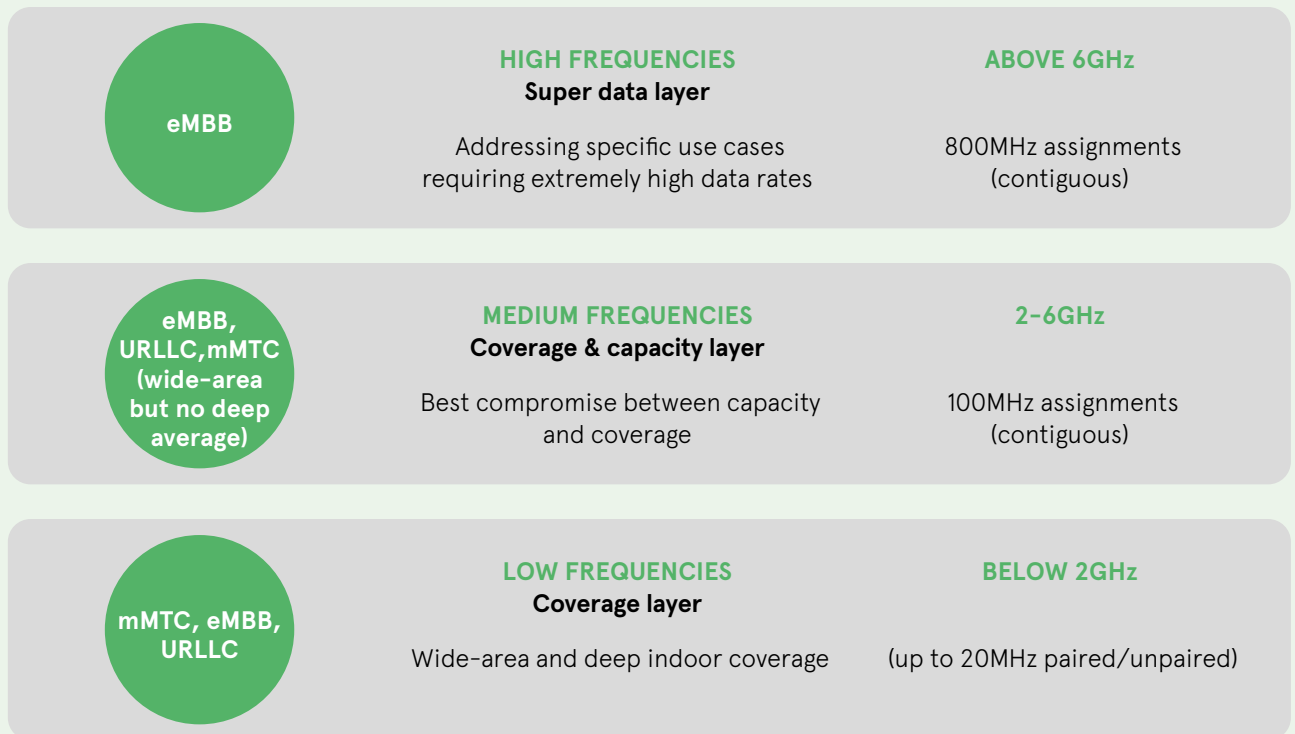 eMBB
HIGH FREQUENCIES
Super data layer
Addressing specific use cases
requiring extremely high data rates
ABOVE 6GHz
800MHz assignments
(contiguous)
eMBB,
URLLC,mMTC
(wide-area
but no deep
average)
MEDIUM FREQUENCIES
Coverage & capacity layer
Best compromise between capacity
and coverage
2-6GHz
100MHz assignments
(contiguous)
mMTC, eMBB,
URLLC
LOW FREQUENCIES
Coverage layer
Wide-area and deep indoor coverage
BELOW 2GHz
(up to 20MHz paired/unpaired)